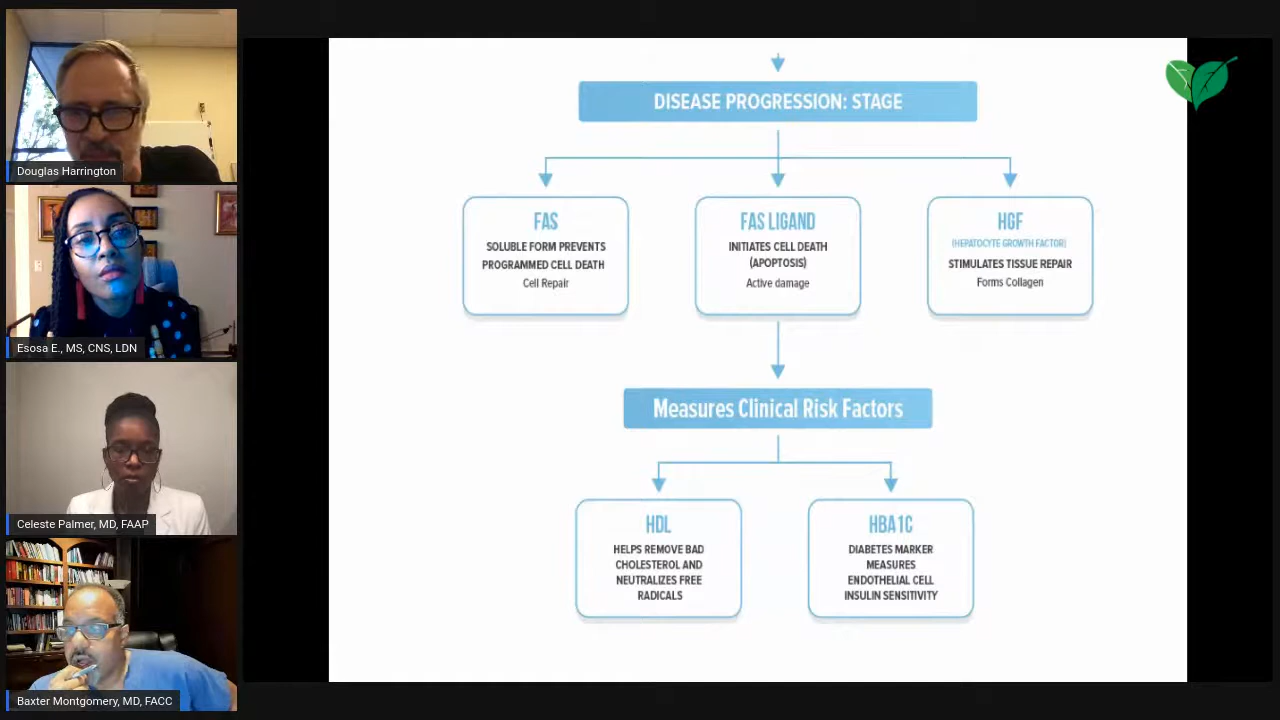 Douglas Harrington
Esosa E., MS, CNS, LDN
Celeste Palmer, MD, FAAP
Baxter Montgomery, MD, FACC
DISEASE PROGRESSION: STAGE
FAS
SOLUBLE FORM PREVENTS
PROGRAMMED CELL DEATH
Cell Repair
FAS LIGAND
INITIATES CELL DEATH
(APOPTOSIS)
Active damage
HGF
(HEPATOCYTE GROWTH FACTOR)
STIMULATES TISSUE REPAIR
Forms Collagen
Measures Clinical Risk Factors
HDL
HELPS REMOVE BAD
CHOLESTEROL AND
NEUTRALIZES FREE
RADICALS
HBA1C
DIABETES MARKER
MEASURES
ENDOTHELIAL CELL
INSULIN SENSITIVITY